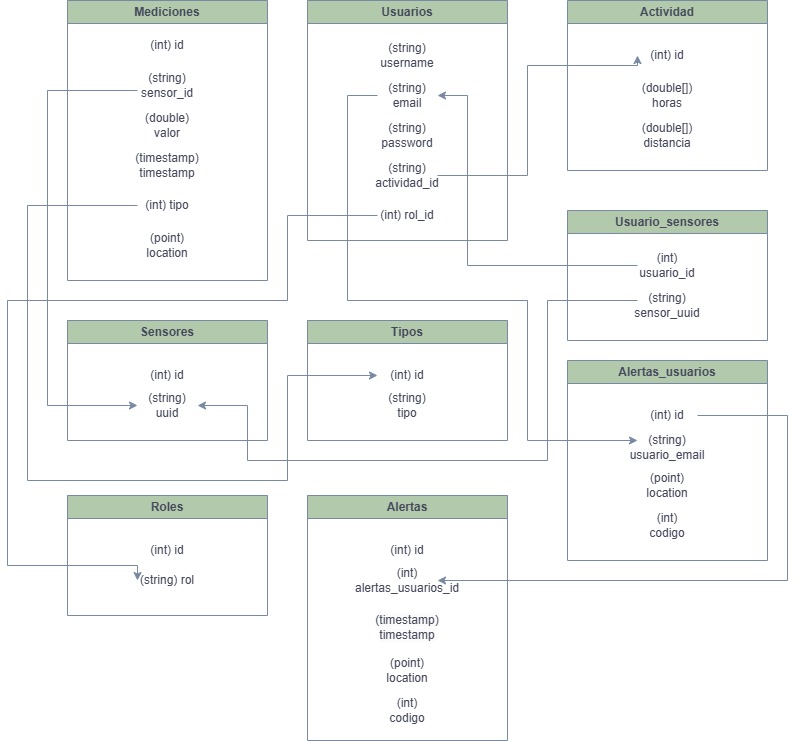 Mediciones
(int) id
(string)
sensor_id
(double)
valor
(timestamp)
timestamp
(int) tipo
(point)
location
Usuarios
(string)
username
(string)
email
(string)
password
(string)
actividad_id
(int) rol_id
Actividad
(int) id
(double[])
horas
(double[])
distancia
Usuario_sensores
(int)
usuario_id
(string)
sensor_uuid
Sensores
(int) id
(string)
uuid
Tipos
(int) id
(string)
tipo
Alertas_usuarios
(int) id
(string)
usuario_email
(point)
location
(int)
codigo
Roles
(int) id
(string) rol
Alertas
(int) id
(int)
alertas_usuarios_id
(timestamp)
timestamp
(point)
location
(int)
codigo